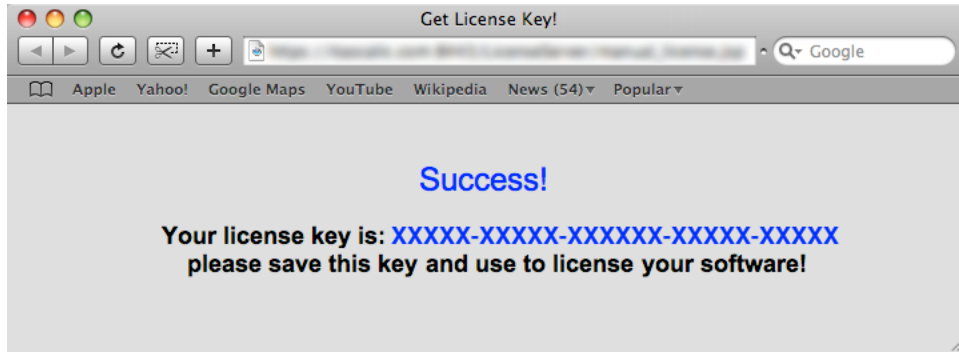 Get License Key!
Google
Apple Yahoo! Google Maps YouTube Wikipedia News (54) Popular
Success!
Your license key is: XXXXX-XXXXX-XXXXXX-XXXXX-XXXXX
please save this key and use to license your software!